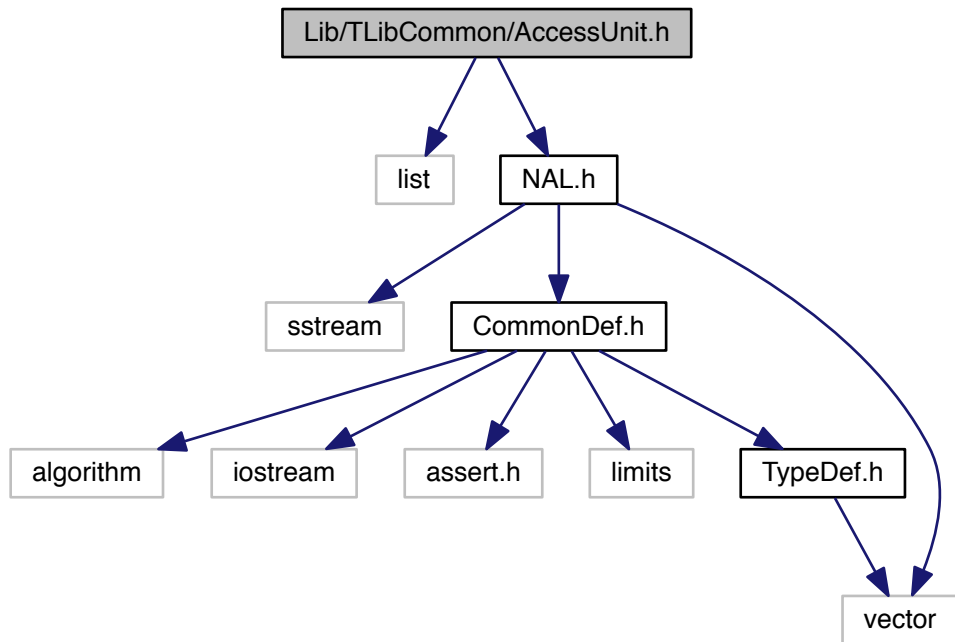 Lib/TLibCommon/AccessUnit.h
list
NAL.h
sstream
CommonDef.h
algorithm
iostream
assert.h
limits
TypeDef.h
vector